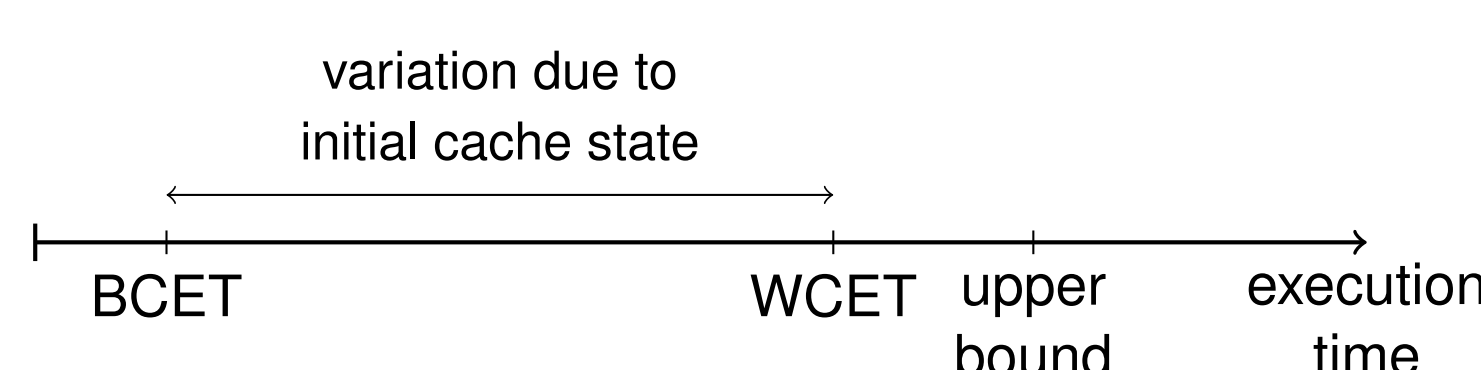 variation due to
initial cache state
BCET
WCET
upper
bound
execution
time